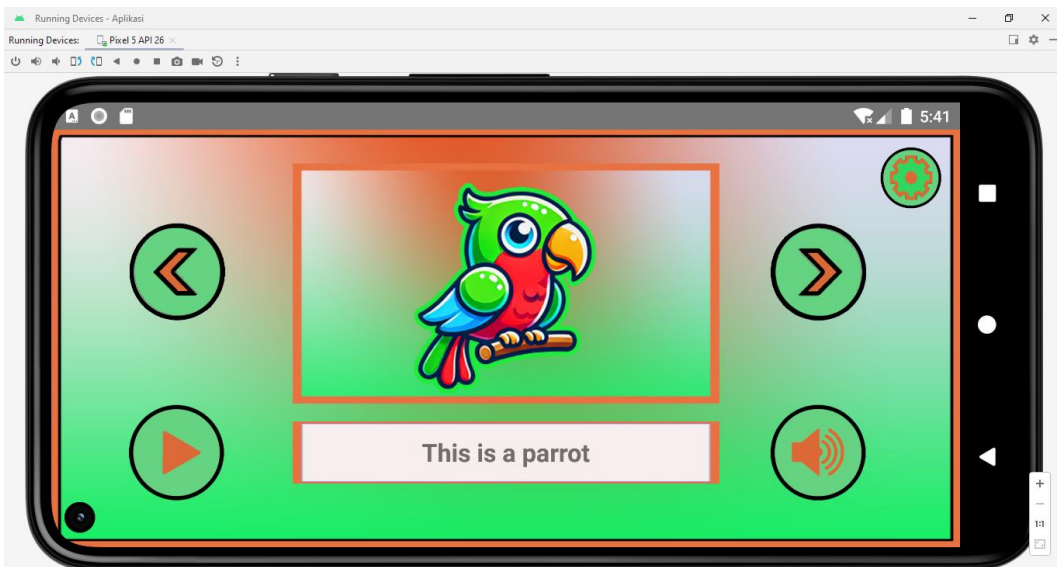 Running Devices - Aplikasi
Running Devices: Pixel 5 API 26
5:41
This is a parrot
1:1